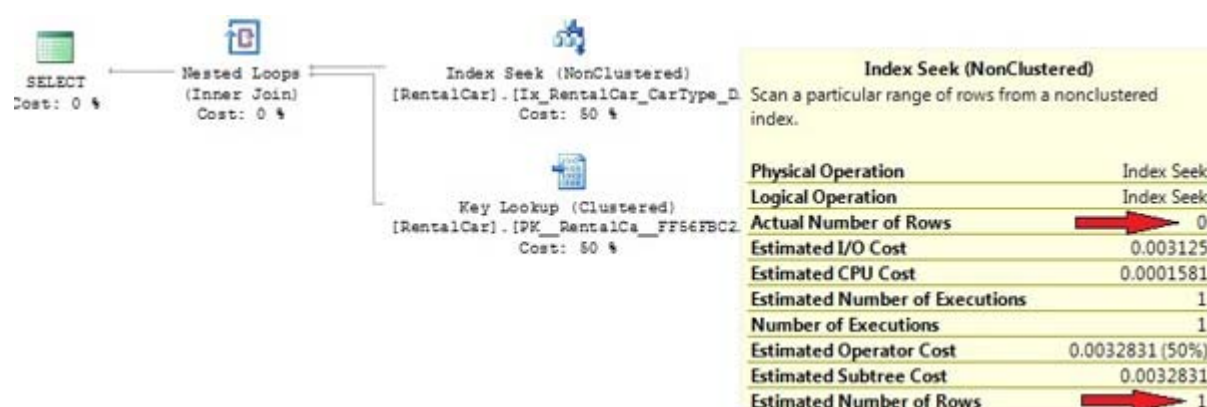 SELECT
Cost: 0 %
Nested Loops
(Inner Join)
Cost: 0 %
Index Seek (NonClustered)
[RentalCar].[Ix_RentalCar_CarType_D
Cost: 50 %
Key Lookup (Clustered)
[RentalCar].[PK__RentalCa__FF56FBC2
Cost: 50 %
Index Seek (NonClustered)
Scan a particular range of rows from a nonclustered
index.
Physical Operation Index Seek
Logical Operation Index Seek
Actual Number of Rows 0
Estimated I/O Cost 0.003125
Estimated CPU Cost 0.0001581
Estimated Number of Executions 1
Number of Executions 1
Estimated Operator Cost 0.0032831 (50%)
Estimated Subtree Cost 0.0032831
Estimated Number of Rows 1